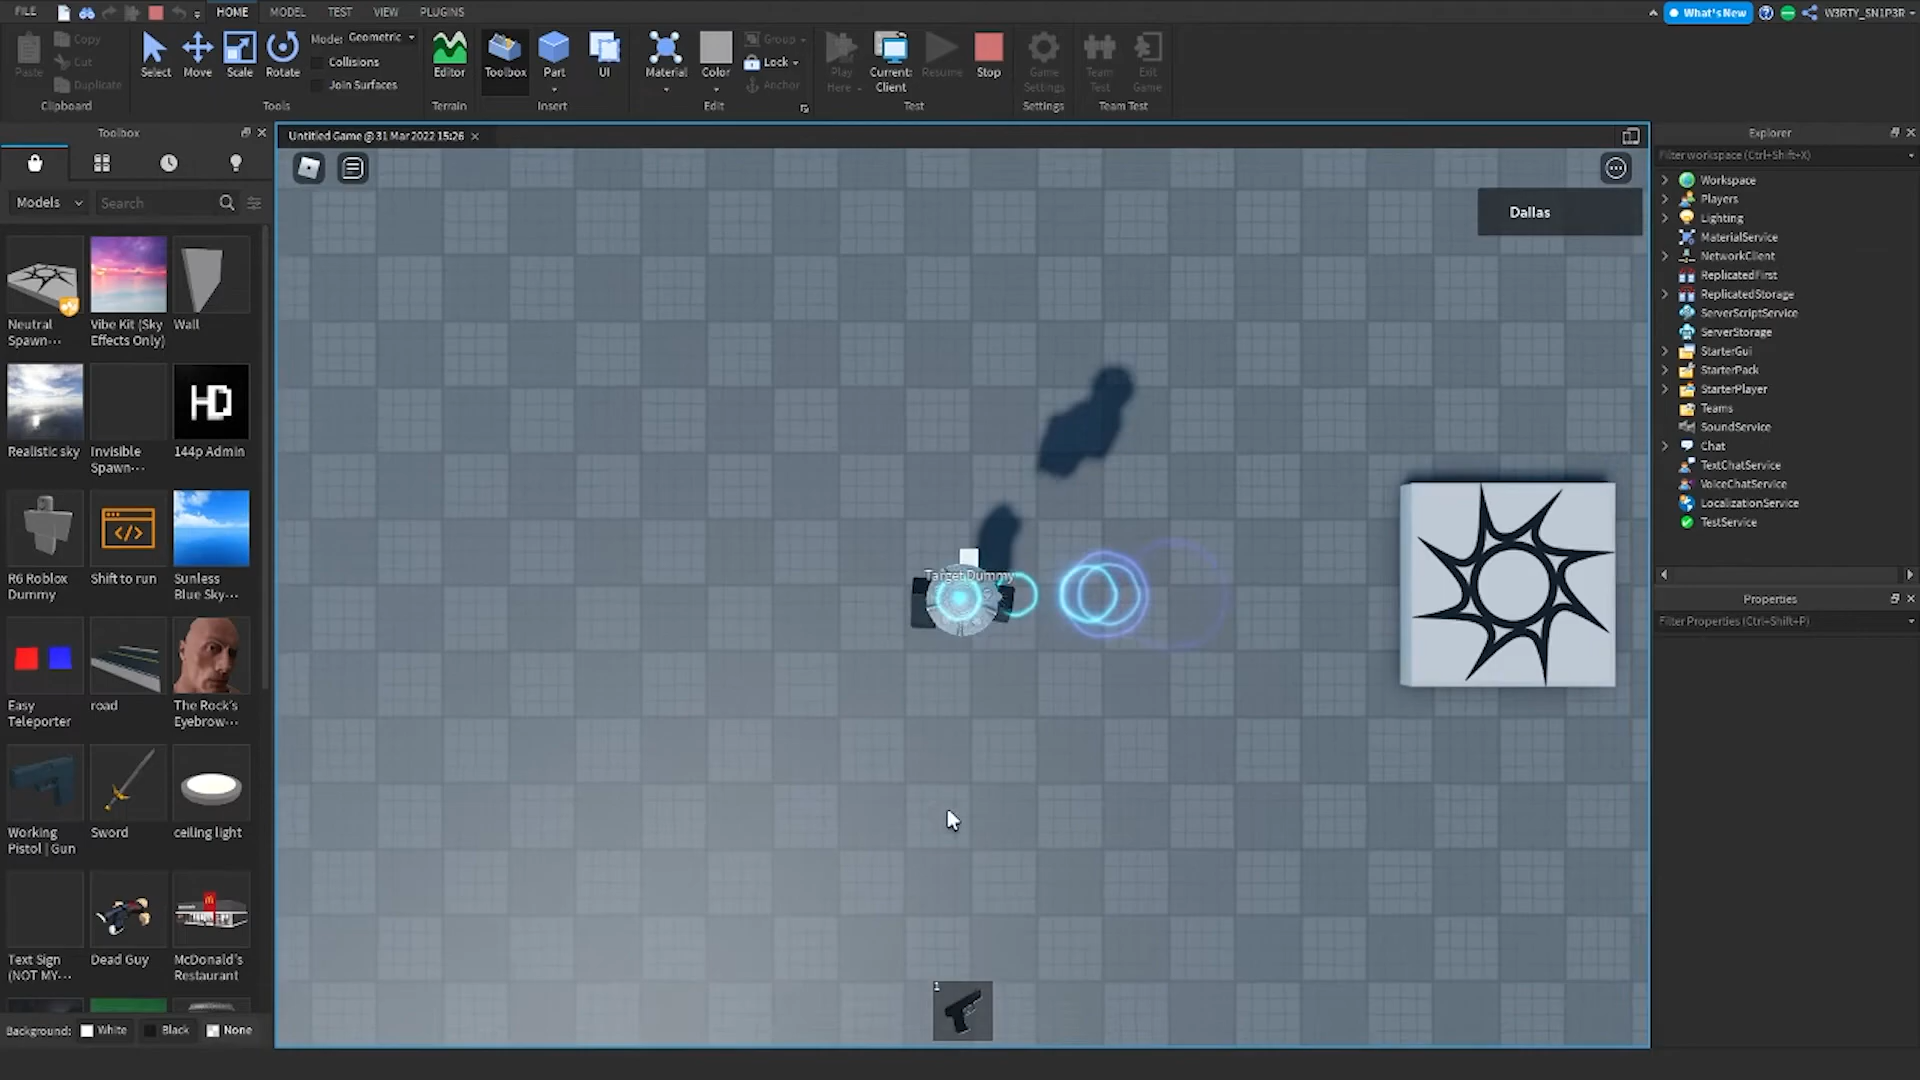 FILE
HOME
MODEL
TEST
VIEW
PLUGINS
What's New
W3RTY_SN1P3R
Paste
Copy
Cut
Duplicate
Clipboard
Select
Move
Scale
Rotate
Mode: Geometric
Collisions
Join Surfaces
Tools
Editor
Terrain
Toolbox
Part
UI
Insert
Material
Color
Group
Lock
Anchor
Edit
Play
Here
Current:
Client
Resume
Stop
Test
Game
Settings
Settings
Team
Test
Exit
Game
Team Test
Toolbox
Models
Search
Neutral
Spawn...
Vibe Kit (Sky
Effects Only)
Wall
Realistic sky
Invisible
Spawn...
HD
144p Admin
R6 Roblox
Dummy
Shift to run
Sunless
Blue Sky...
Easy
Teleporter
road
The Rock's
Eyebrow...
Working
Pistol | Gun
Sword
ceiling light
Text Sign
(NOT MY...
Dead Guy
McDonald's
Restaurant
Background: White Black None
Untitled Game @ 31 Mar 2022 15:26
Dallas
Target Dummy
1
Explorer
Filter workspace (Ctrl+Shift+X)
Workspace
Players
Lighting
MaterialService
NetworkClient
ReplicatedFirst
ReplicatedStorage
ServerScriptService
ServerStorage
StarterGui
StarterPack
StarterPlayer
Teams
SoundService
Chat
TextChatService
VoiceChatService
LocalizationService
TestService
Properties
Filter Properties (Ctrl+Shift+P)